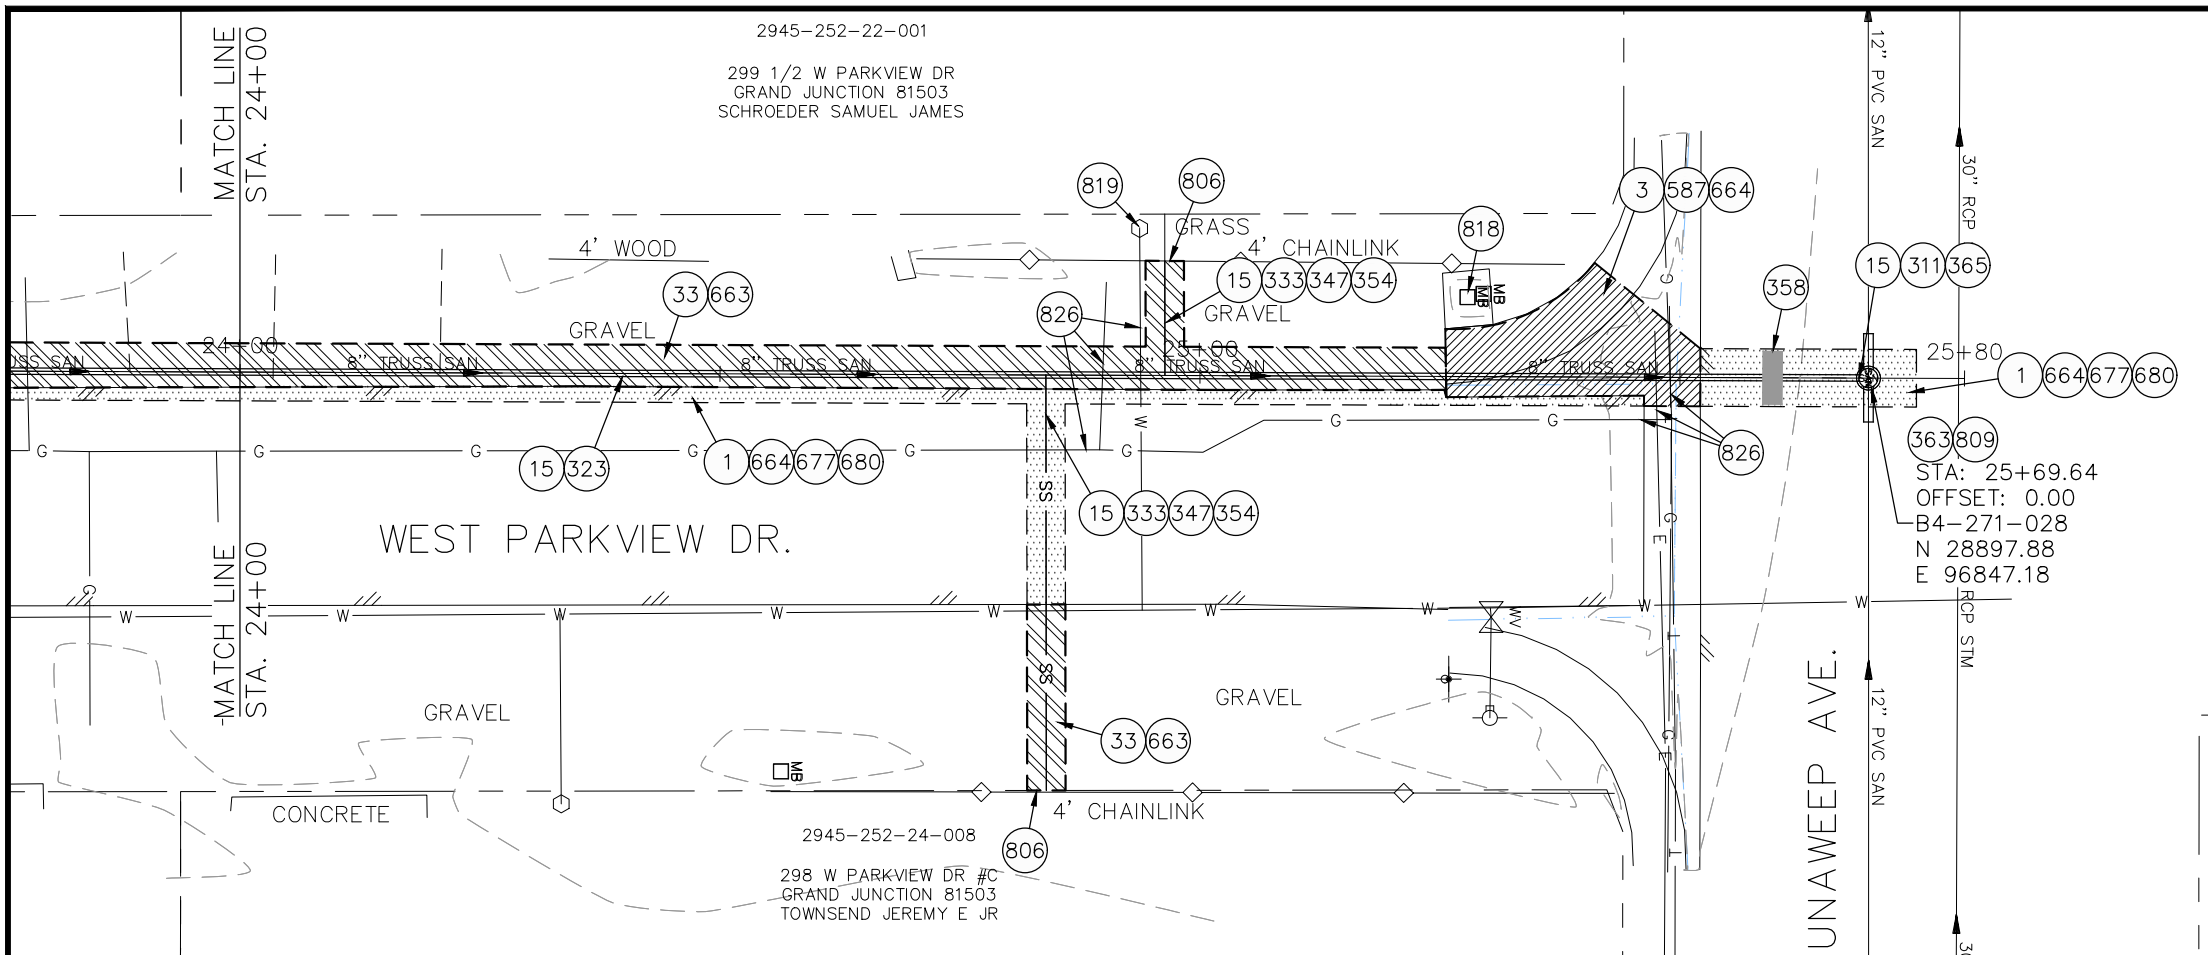 2945-252-22-001
299 1/2 W PARKVIEW DR
GRAND JUNCTION 81503
SCHROEDER SAMUEL JAMES
MATCH LINE
STA. 24+00
12" PVC SAN
30" RCP
819
806
3 587 664
GRASS
818
4' WOOD
4' CHAINLINK
15 311 365
33 663
15 333 347 354
MB
MB
358
826
GRAVEL
GRAVEL
24+00
25+00
25+80
USS SAN
8" TRUSS SAN
8" TRUSS SAN
8" TRUSS SAN
8" TRUSS SAN
1 664 677 680
W
G
G
G
G
G
G
G
G
15 323
1 664 677 680
826
363 809
STA: 25+69.64
OFFSET: 0.00
B4-271-028
N 28897.88
E 96847.18
SS
15 333 347 354
WEST PARKVIEW DR.
G
E
G
MATCH LINE
STA. 24+00
W
W
W
W
W
W
W
W
W
WV
RCP STM
T
SS
GRAVEL
GRAVEL
12" PVC SAN
33 663
G
E
MB
CONCRETE
4' CHAINLINK
UNAWEEP AVE.
2945-252-24-008
806
T
298 W PARKVIEW DR #C
GRAND JUNCTION 81503
TOWNSEND JEREMY E JR